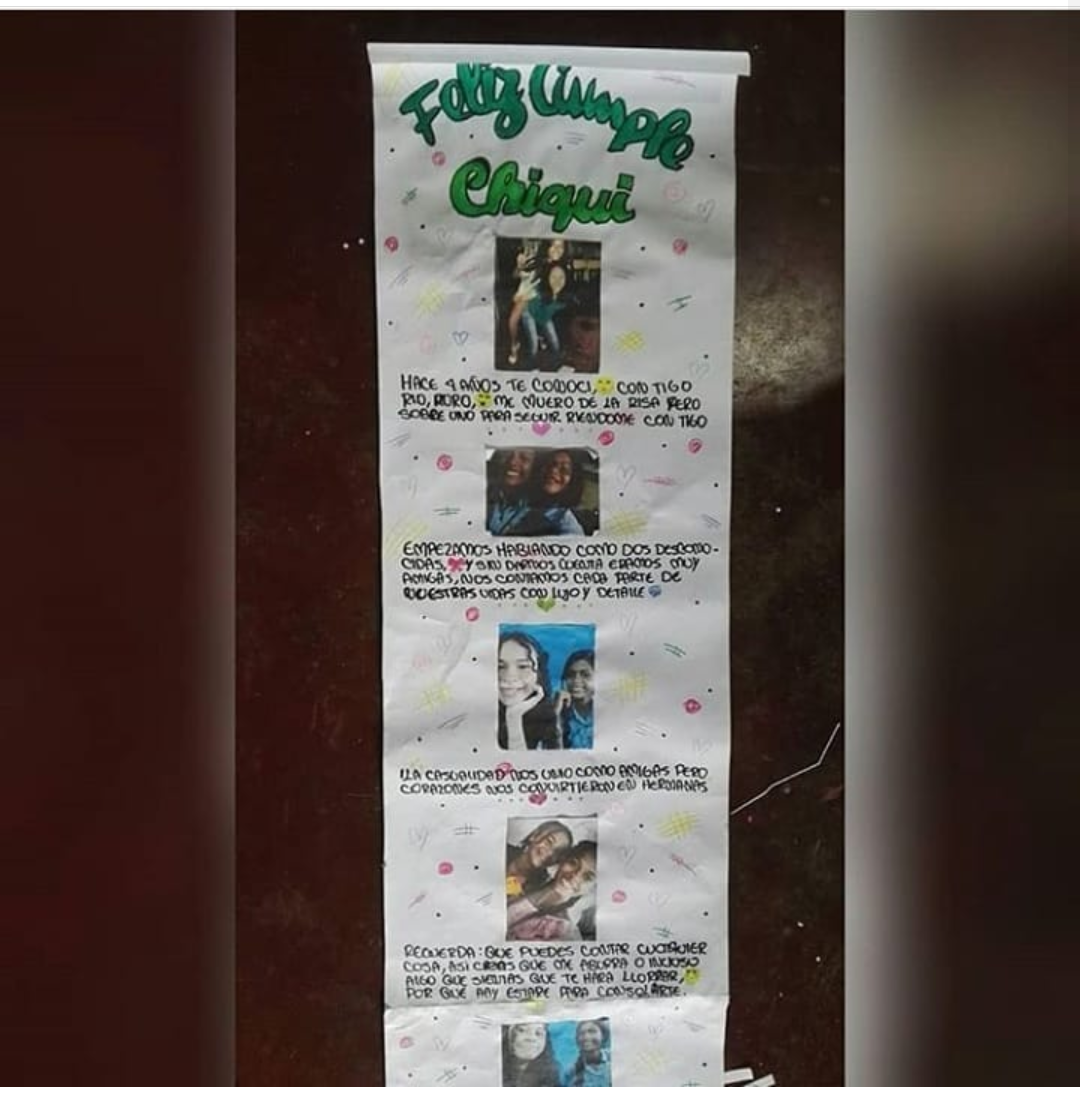 Feliz Cumple
Chiqui
HACE 4 AÑOS TE CONOCI, CON TIGO
RIO, RORO, ME MUERO DE LA RISA PERO
SOBRE UNO PARA SEGUIR RIENDOME CON TIGO
EMPEZAMOS HABLANDO COMO DOS DESCONO-
CIDAS, Y SIN DARNOS CUENTA ERAMOS MUY
AMIGAS, NOS CONTAMOS CADA PARTE DE
NUESTRAS VIDAS CON LUJO Y DETALLE
LA CASUALIDAD NOS UNIO COMO AMIGAS PERO
CORAZONES NOS CONVIRTIERON EN HERMANAS
RECUERDA: QUE PUEDES CONTAR CUALQUIER
COSA, ASI CREAS QUE ME ABURRA O INCLUSO
ALGO QUE SIENTAS QUE TE HARA LLORAR,
POR QUE AHY ESTARE PARA CONSOLARTE.